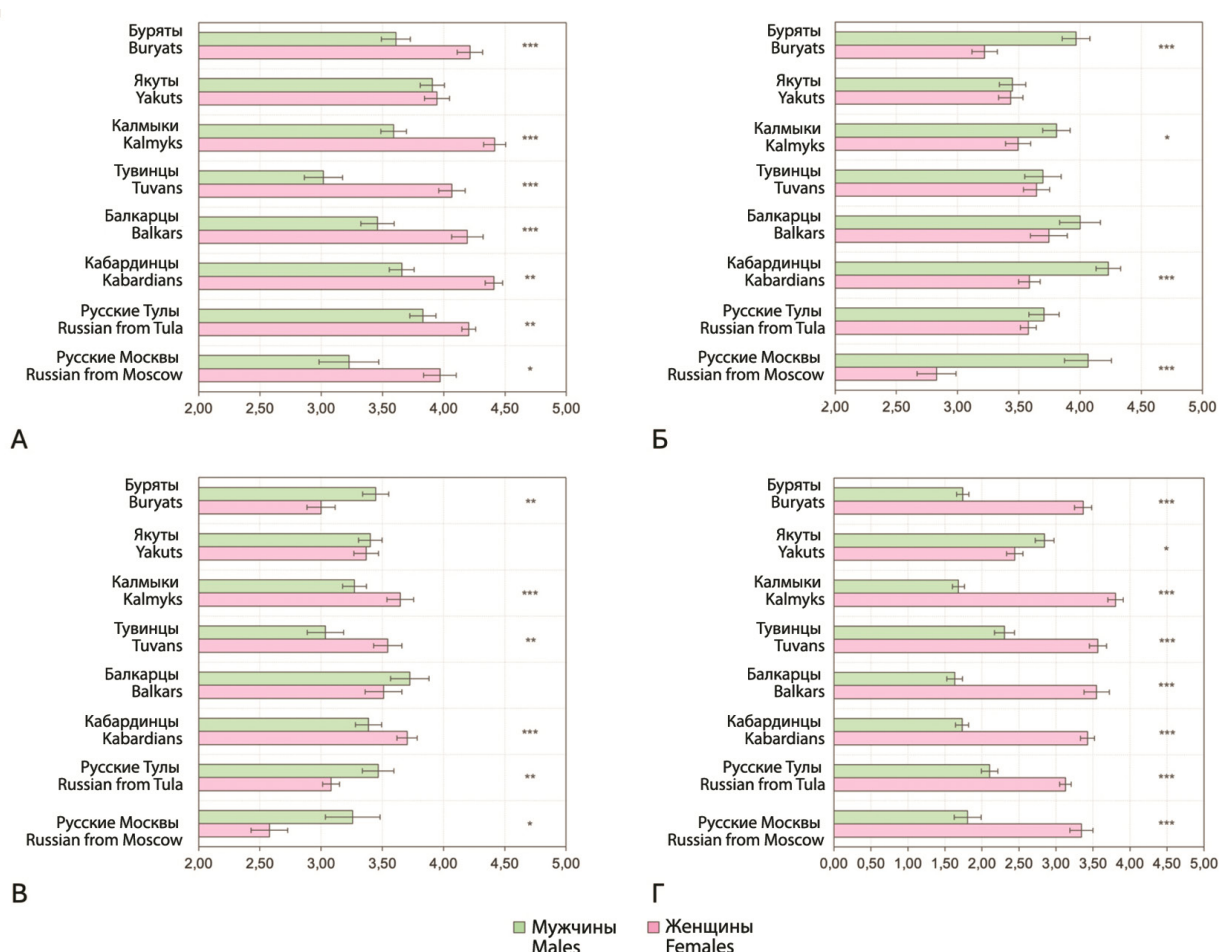 Буряты
Buryats
***
Якуты
Yakuts
Калмыки
Kalmyks
***
Тувинцы
Tuvans
***
Балкарцы
Balkars
***
Кабардинцы
Kabardians
**
Русские Тулы
Russian from Tula
**
Русские Москвы
Russian from Moscow
*
2,00 2,50 3,00 3,50 4,00 4,50 5,00
А
Буряты
Buryats
***
Якуты
Yakuts
Калмыки
Kalmyks
*
Тувинцы
Tuvans
Балкарцы
Balkars
Кабардинцы
Kabardians
***
Русские Тулы
Russian from Tula
Русские Москвы
Russian from Moscow
***
2,00 2,50 3,00 3,50 4,00 4,50 5,00
Б
Буряты
Buryats
**
Якуты
Yakuts
Калмыки
Kalmyks
***
Тувинцы
Tuvans
**
Балкарцы
Balkars
Кабардинцы
Kabardians
***
Русские Тулы
Russian from Tula
**
Русские Москвы
Russian from Moscow
*
2,00 2,50 3,00 3,50 4,00 4,50 5,00
В
Буряты
Buryats
***
Якуты
Yakuts
*
Калмыки
Kalmyks
***
Тувинцы
Tuvans
***
Балкарцы
Balkars
***
Кабардинцы
Kabardians
***
Русские Тулы
Russian from Tula
***
Русские Москвы
Russian from Moscow
***
0,00 0,50 1,00 1,50 2,00 2,50 3,00 3,50 4,00 4,50 5,00
Г
Мужчины
Males
Женщины
Females